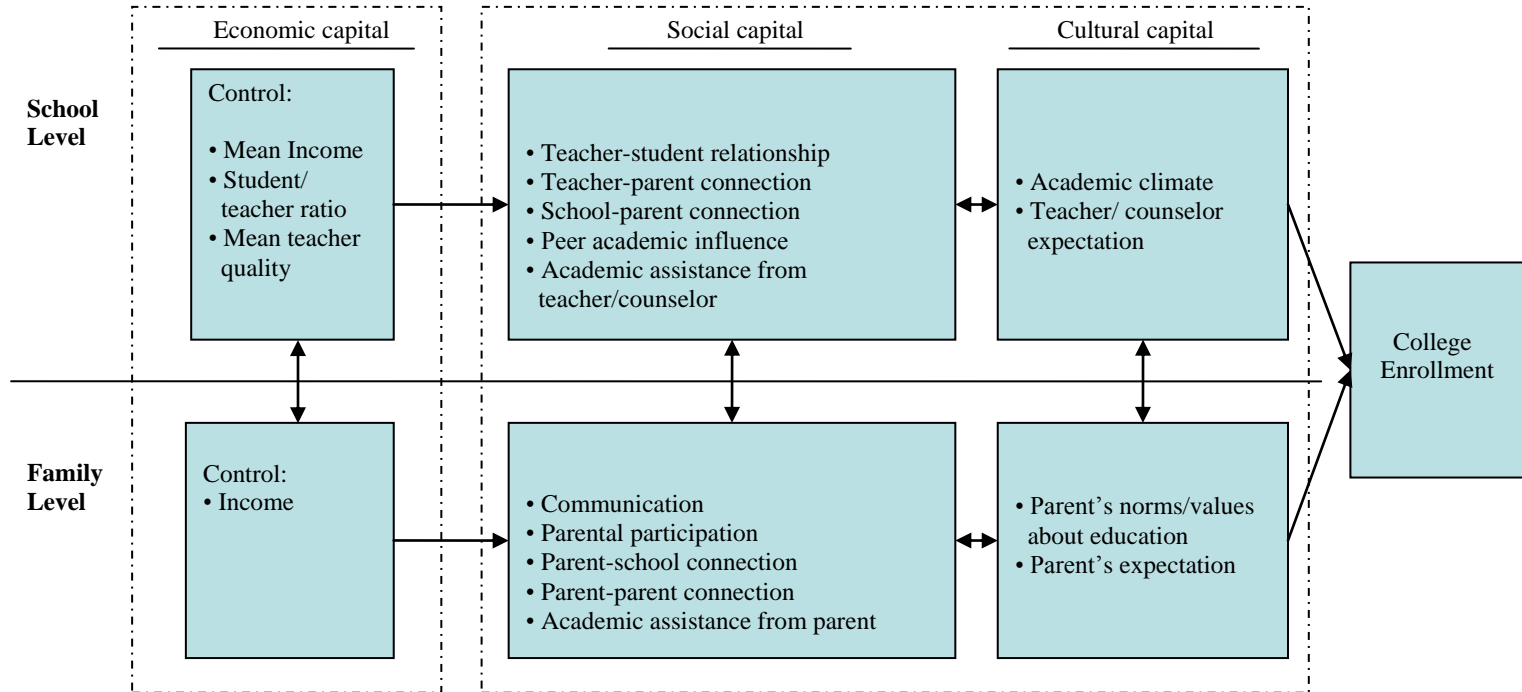 Economic capital
Social capital
Cultural capital
School
Level
Control:
• Mean Income
• Student/
teacher ratio
• Mean teacher
quality
• Teacher-student relationship
• Teacher-parent connection
• School-parent connection
• Peer academic influence
• Academic assistance from
teacher/counselor
• Academic climate
• Teacher/ counselor
expectation
College
Enrollment
Family
Level
Control:
• Income
• Communication
• Parental participation
• Parent-school connection
• Parent-parent connection
• Academic assistance from parent
• Parent’s norms/values
about education
• Parent’s expectation